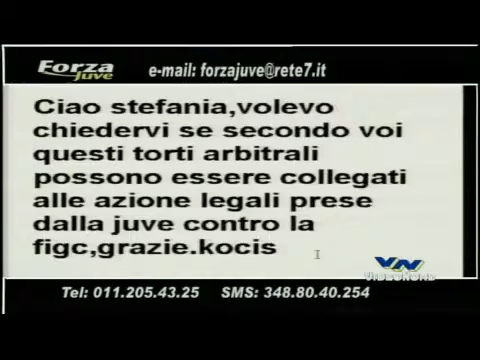 Forza
Juve
e-mail: forzajuve@rete7.it
Ciao stefania,volevo
chiedervi se secondo voi
questi torti arbitrali
possono essere collegati
alle azione legali prese
dalla juve contro la
figc,grazie.kocis
VN
VIDEONORD
Tel: 011.205.43.25 SMS: 348.80.40.254